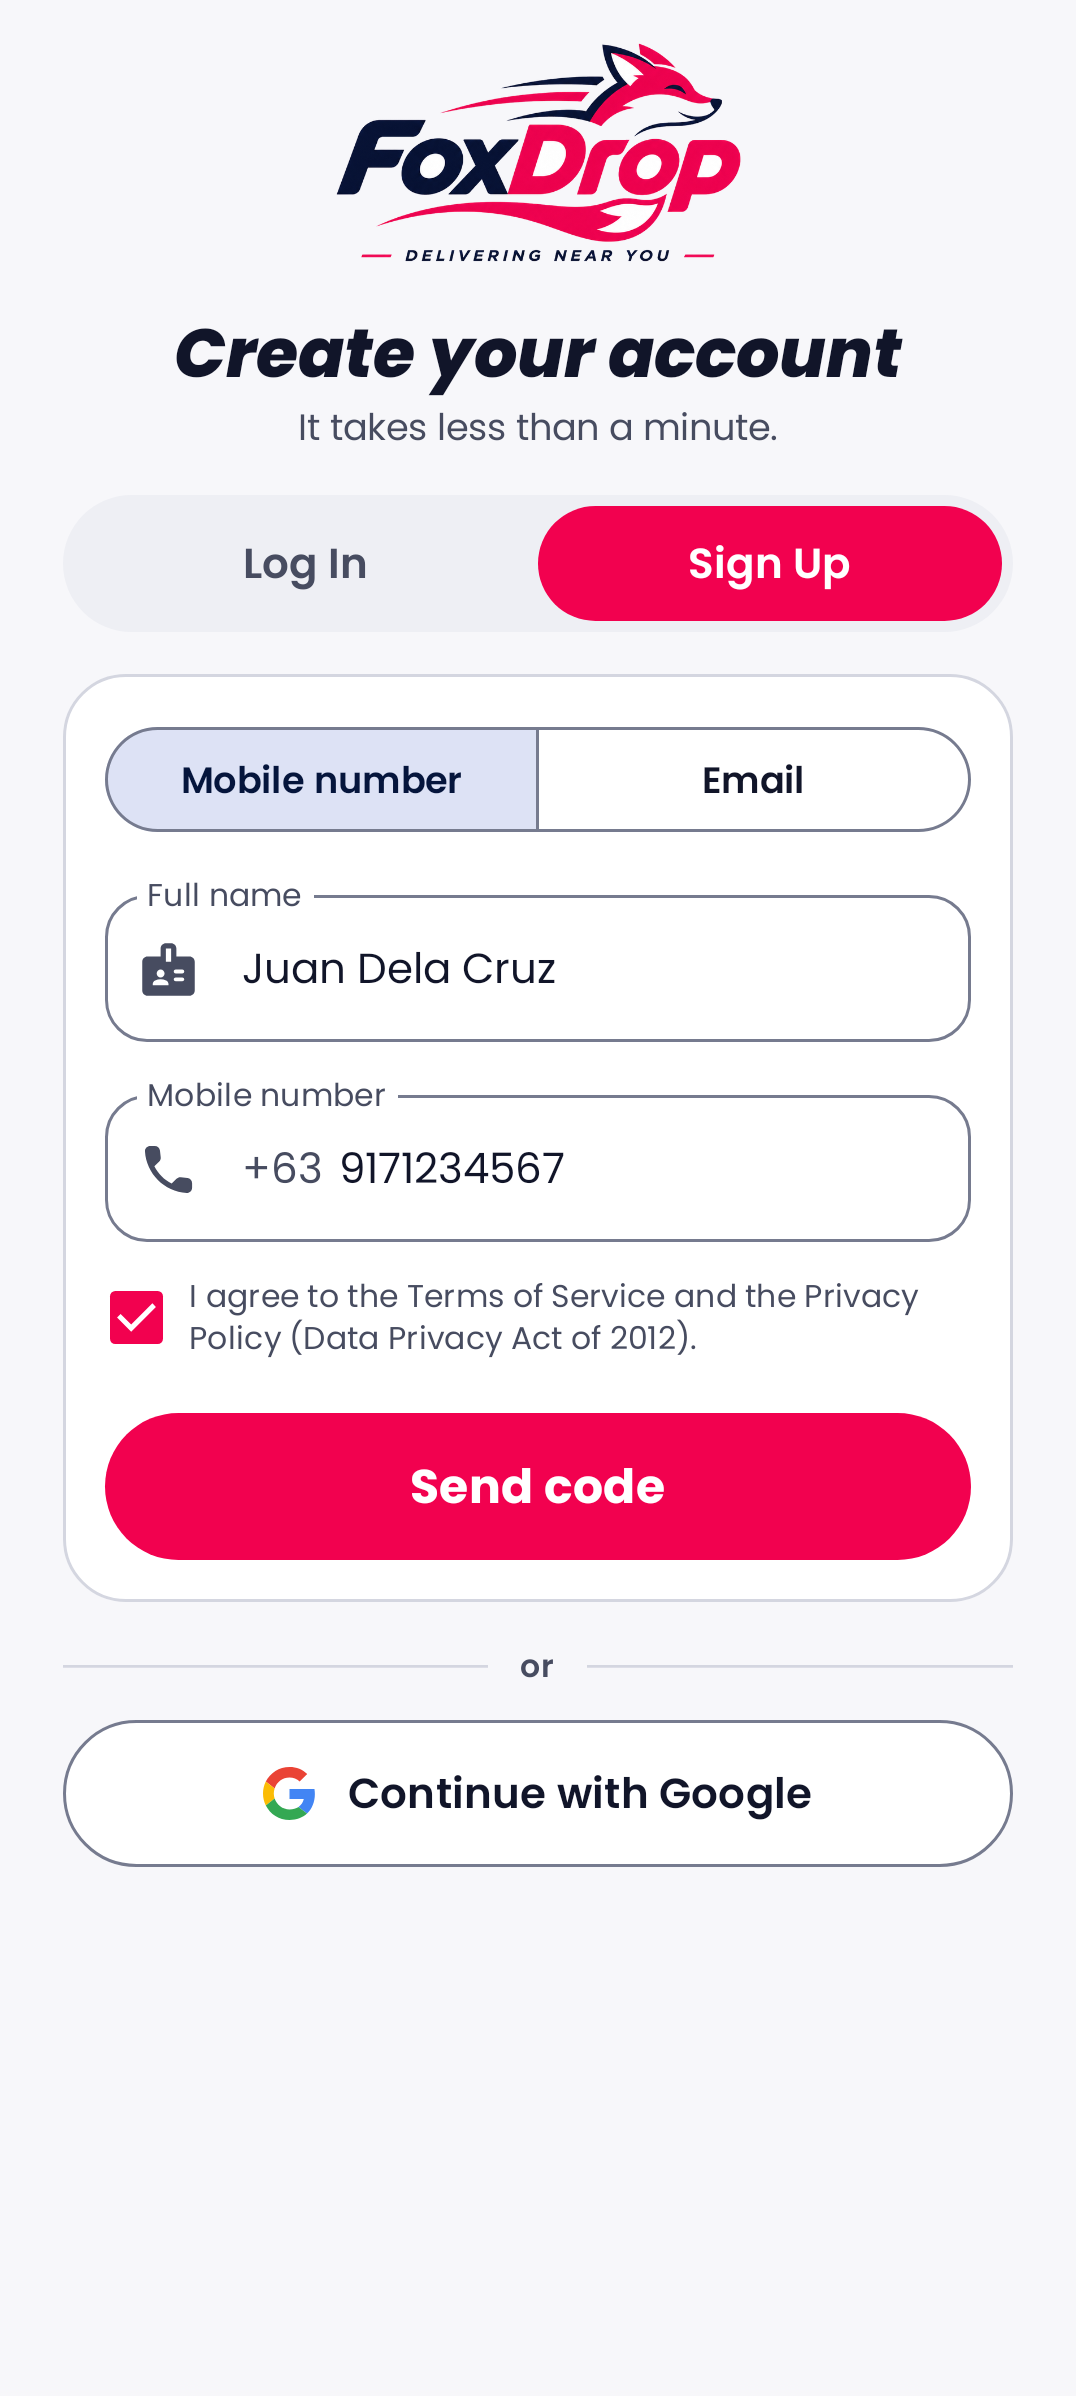 FoxDrop
DELIVERING NEAR YOU
Create your account
It takes less than a minute.
Log In
Sign Up
Mobile number
Email
Full name
Juan Dela Cruz
Mobile number
+63 9171234567
I agree to the Terms of Service and the Privacy
Policy (Data Privacy Act of 2012).
Send code
or
Continue with Google